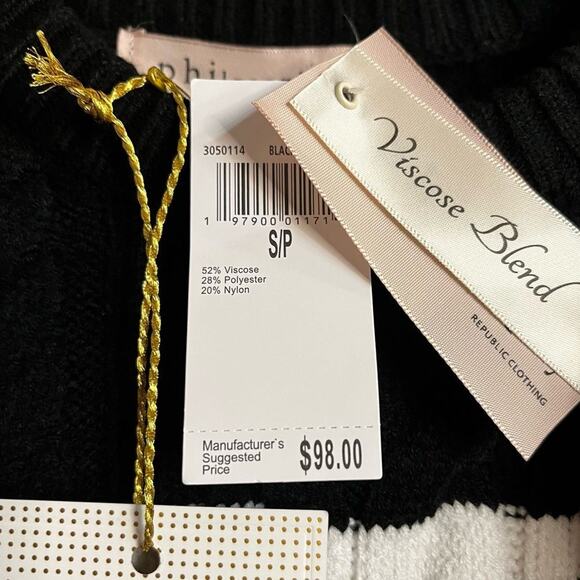 3050114
1 97900 01171
S/P
52% Viscose
28% Polyester
20% Nylon
Manufacturer`s
Suggested
Price
$98.00
Viscose Blend
REPUBLIC CLOTHING